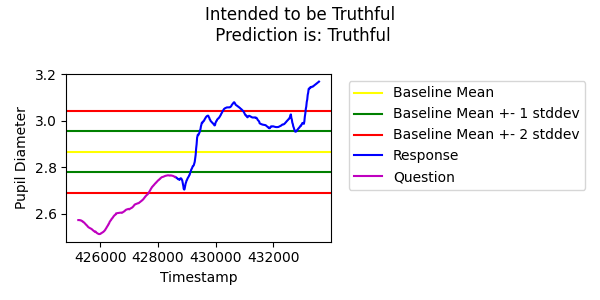 Intended to be Truthful
Prediction is: Truthful
3.2
3.0
2.8
2.6
Pupil Diameter
426000 428000 430000 432000
Timestamp
Baseline Mean
Baseline Mean +- 1 stddev
Baseline Mean +- 2 stddev
Response
Question